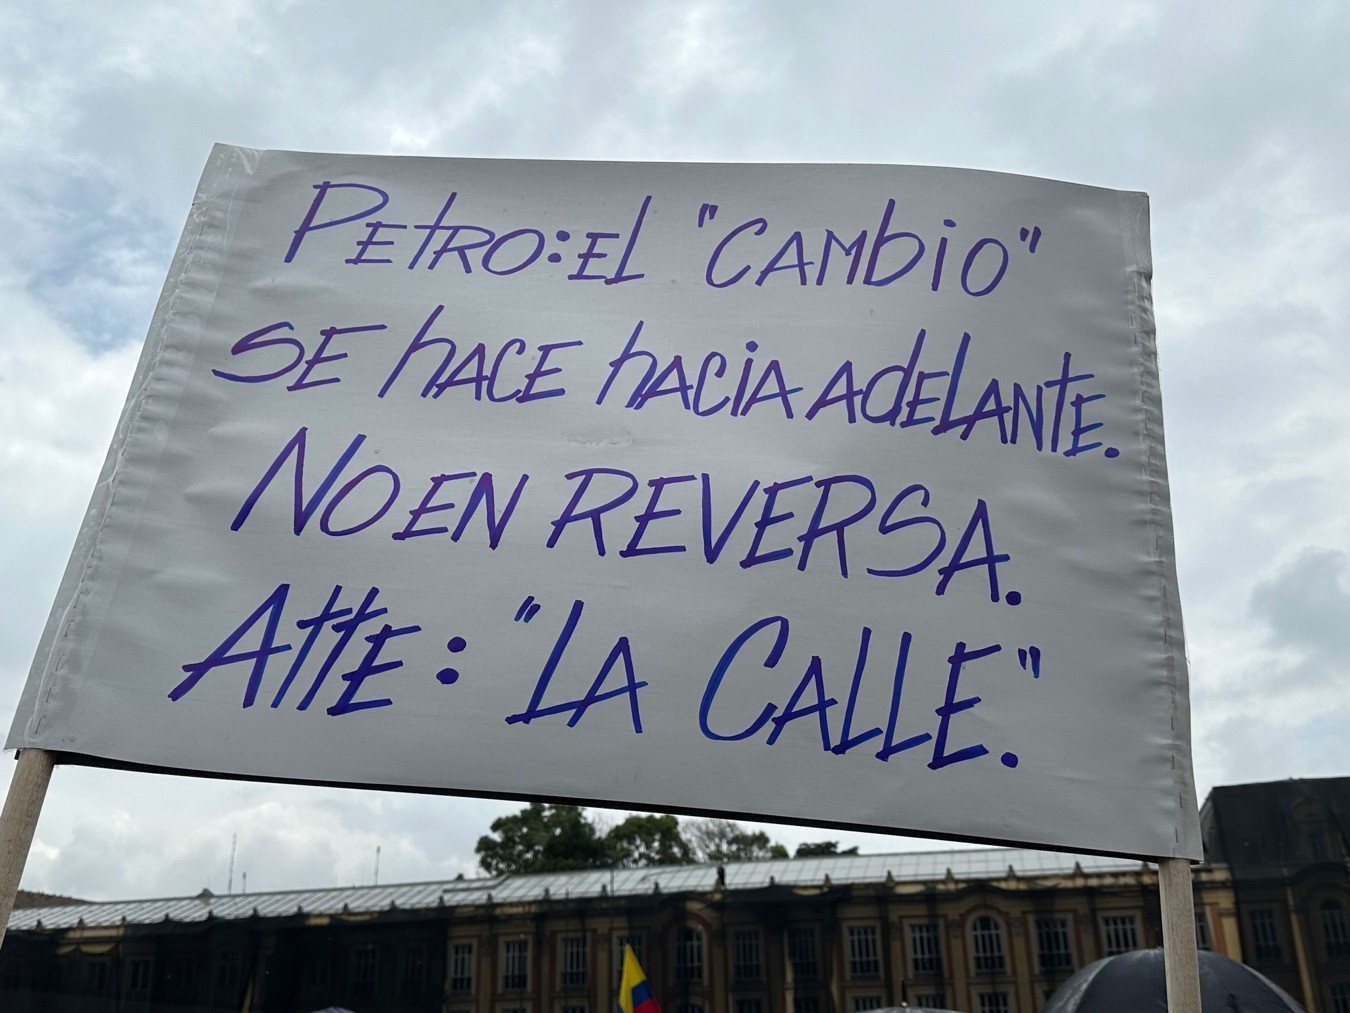 PETRO: EL "CAMbiO"
SE hACE hACiA AdELANTE.
NO EN REVERSA.
AttE: "LA CALLE".